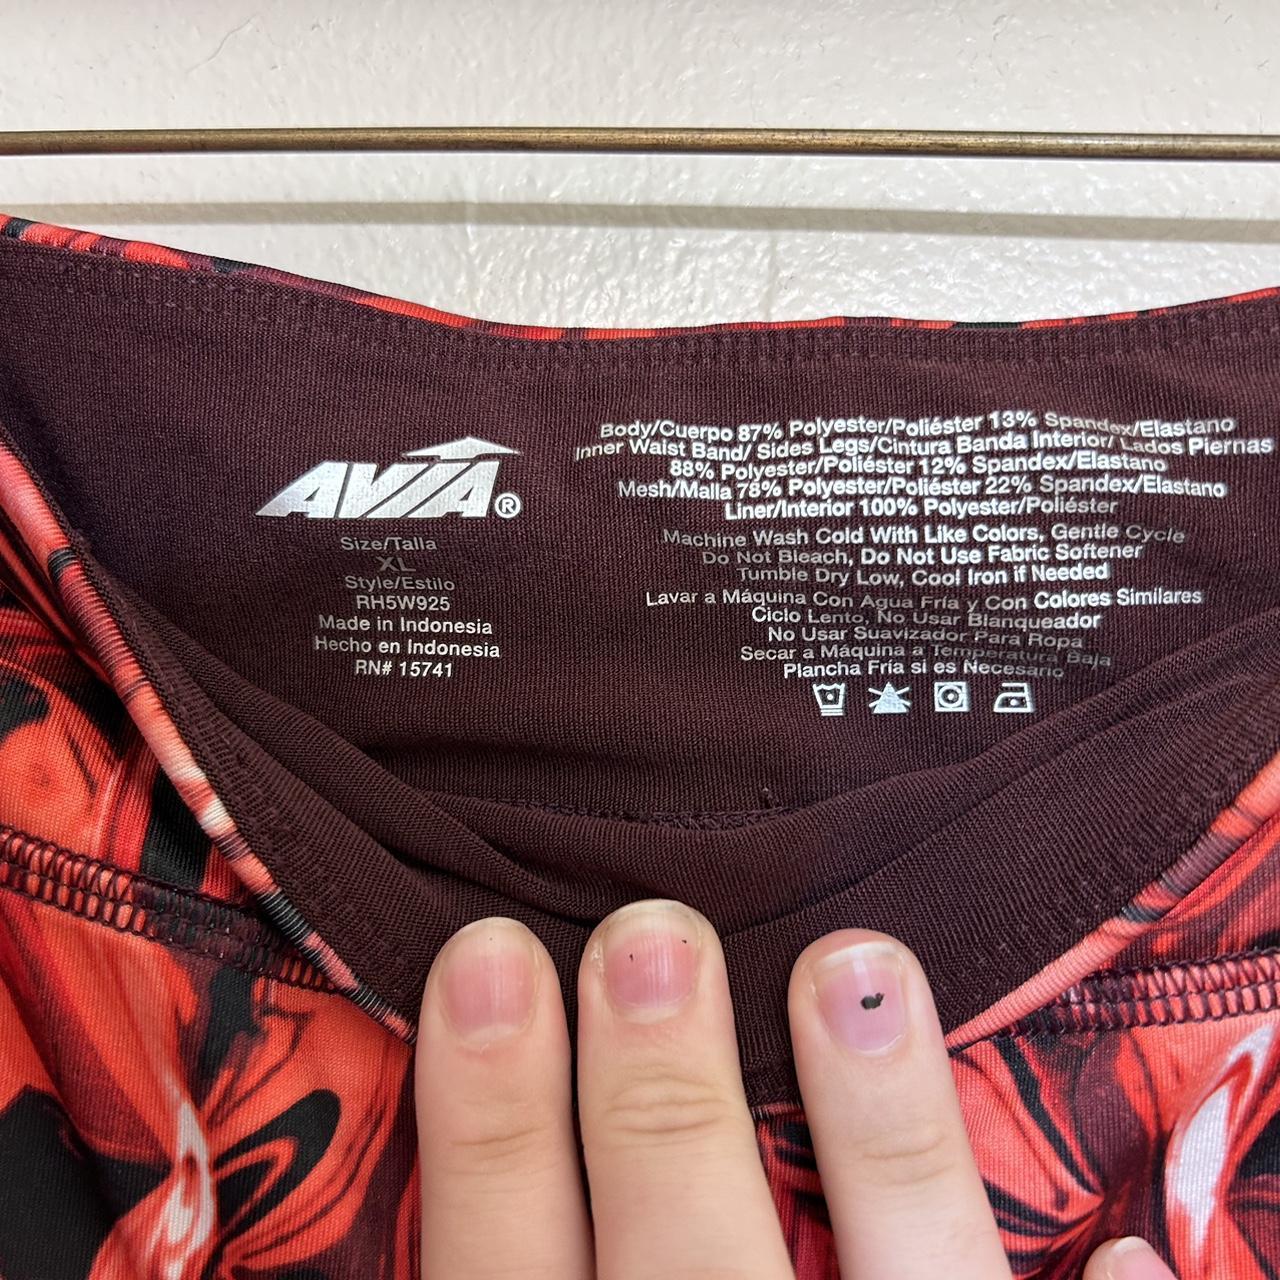 AVIA®
Size/Talla
XL
Style/Estilo
RH5W925
Made in Indonesia
Hecho en Indonesia
RN# 15741
Body/Cuerpo 87% Polyester/Poliéster 13% Spandex/Elastano
Inner Waist Band/ Sides Legs/Cintura Banda Interior/ Lados Piernas
88% Polyester/Poliéster 12% Spandex/Elastano
Mesh/Malla 78% Polyester/Poliéster 22% Spandex/Elastano
Liner/Interior 100% Polyester/Poliéster
Machine Wash Cold With Like Colors, Gentle Cycle
Do Not Bleach, Do Not Use Fabric Softener
Tumble Dry Low, Cool Iron if Needed
Lavar a Máquina Con Agua Fría y Con Colores Similares
Ciclo Lento, No Usar Blanqueador
No Usar Suavizador Para Ropa
Secar a Máquina a Temperatura Baja
Plancha Fría si es Necesario